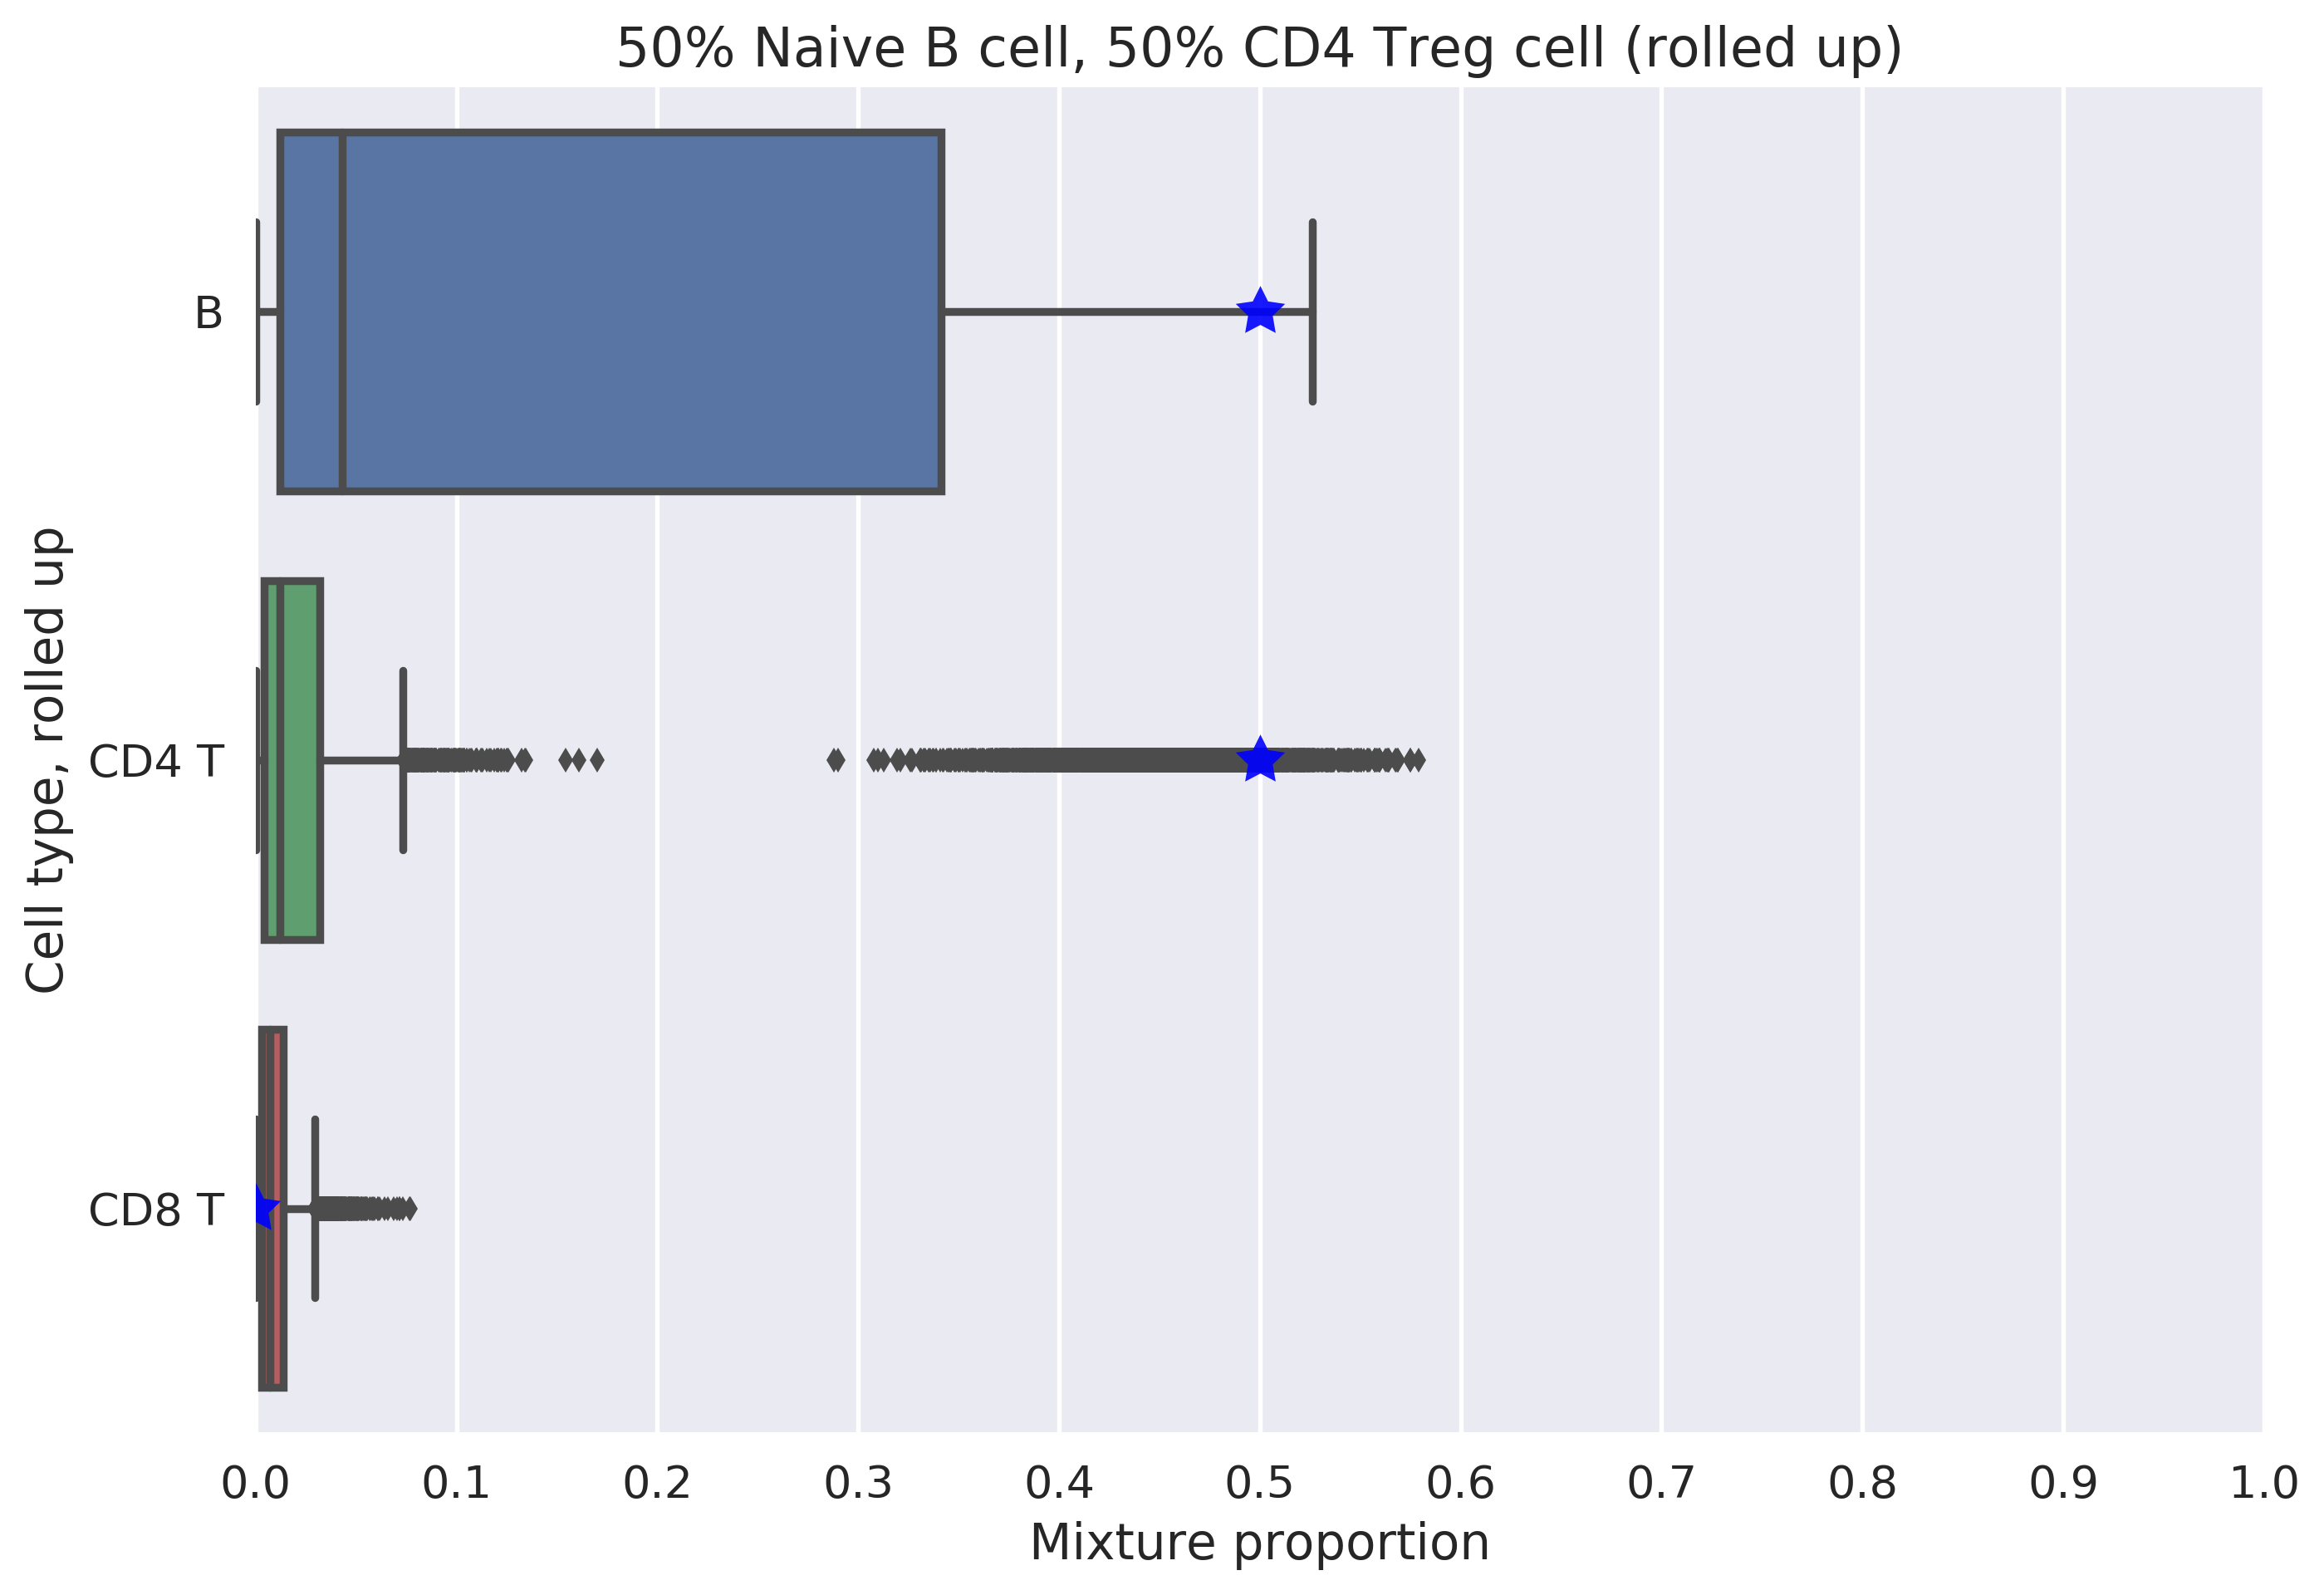 50% Naive B cell, 50% CD4 Treg cell (rolled up)
Cell type, rolled up
B
CD4 T
CD8 T
0.0 0.1 0.2 0.3 0.4 0.5 0.6 0.7 0.8 0.9 1.0
Mixture proportion